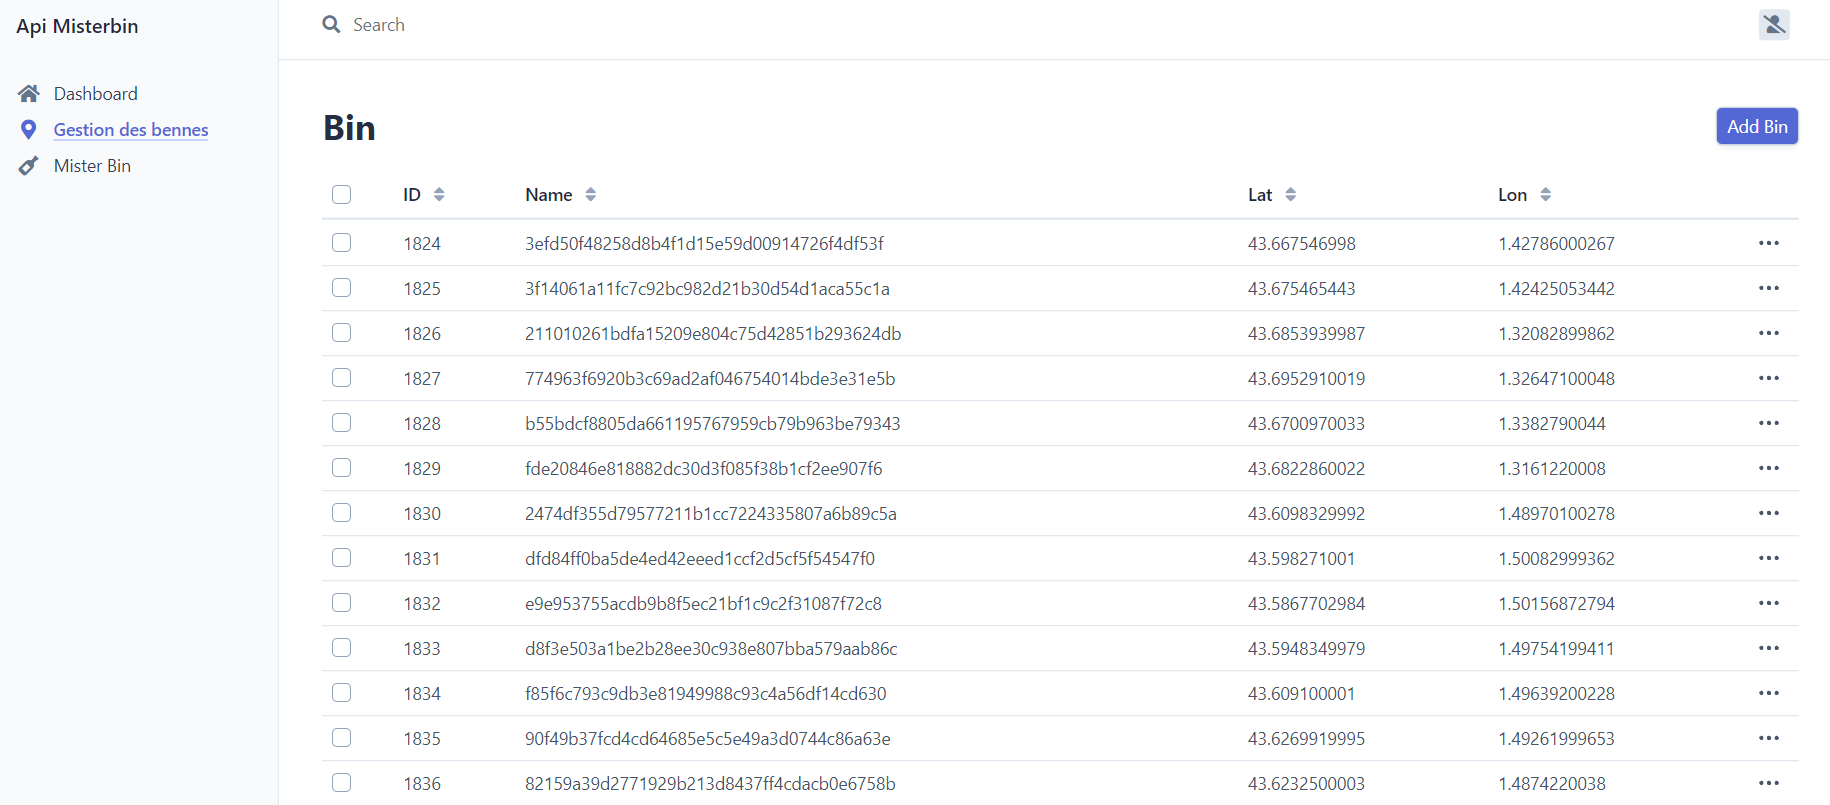 Api Misterbin
Search
Dashboard
Gestion des bennes
Mister Bin
Bin
Add Bin
ID Name Lat Lon
1824 3efd50f48258d8b4f1d15e59d00914726f4df53f 43.667546998 1.42786000267
1825 3f14061a11fc7c92bc982d21b30d54d1aca55c1a 43.675465443 1.42425053442
1826 211010261bdfa15209e804c75d42851b293624db 43.6853939987 1.32082899862
1827 774963f6920b3c69ad2af046754014bde3e31e5b 43.6952910019 1.32647100048
1828 b55bdcf8805da661195767959cb79b963be79343 43.6700970033 1.3382790044
1829 fde20846e818882dc30d3f085f38b1cf2ee907f6 43.6822860022 1.3161220008
1830 2474df355d79577211b1cc7224335807a6b89c5a 43.6098329992 1.48970100278
1831 dfd84ff0ba5de4ed42eeed1ccf2d5cf5f54547f0 43.598271001 1.50082999362
1832 e9e953755acdb9b8f5ec21bf1c9c2f31087f72c8 43.5867702984 1.50156872794
1833 d8f3e503a1be2b28ee30c938e807bba579aab86c 43.5948349979 1.49754199411
1834 f85f6c793c9db3e81949988c93c4a56df14cd630 43.609100001 1.49639200228
1835 90f49b37fcd4cd64685e5c5e49a3d0744c86a63e 43.6269919995 1.49261999653
1836 82159a39d2771929b213d8437ff4cdacb0e6758b 43.6232500003 1.4874220038